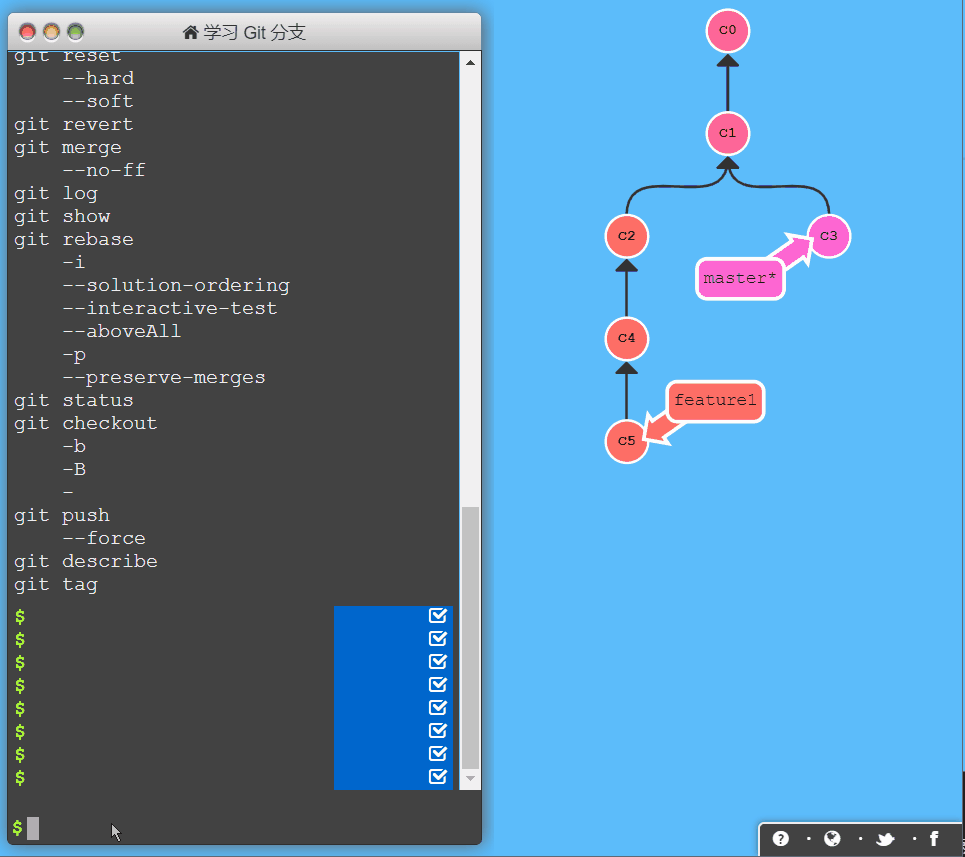 学习 Git 分支
git reset
--hard
--soft
git revert
git merge
--no-ff
git log
git show
git rebase
-i
--solution-ordering
--interactive-test
--aboveAll
-p
--preserve-merges
git status
git checkout
-b
-B
-
git push
--force
git describe
git tag
$
$
$
$
$
$
$
$
$
C0
C1
C2
C3
master*
C4
feature1
C5